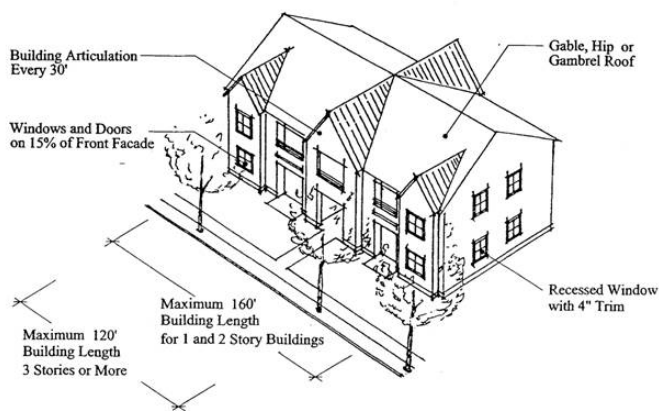 Building Articulation
Every 30'
Gable, Hip or
Gambrel Roof
Windows and Doors
on 15% of Front Facade
Recessed Window
with 4" Trim
Maximum 160'
Building Length
for 1 and 2 Story Buildings
Maximum 120'
Building Length
3 Stories or More